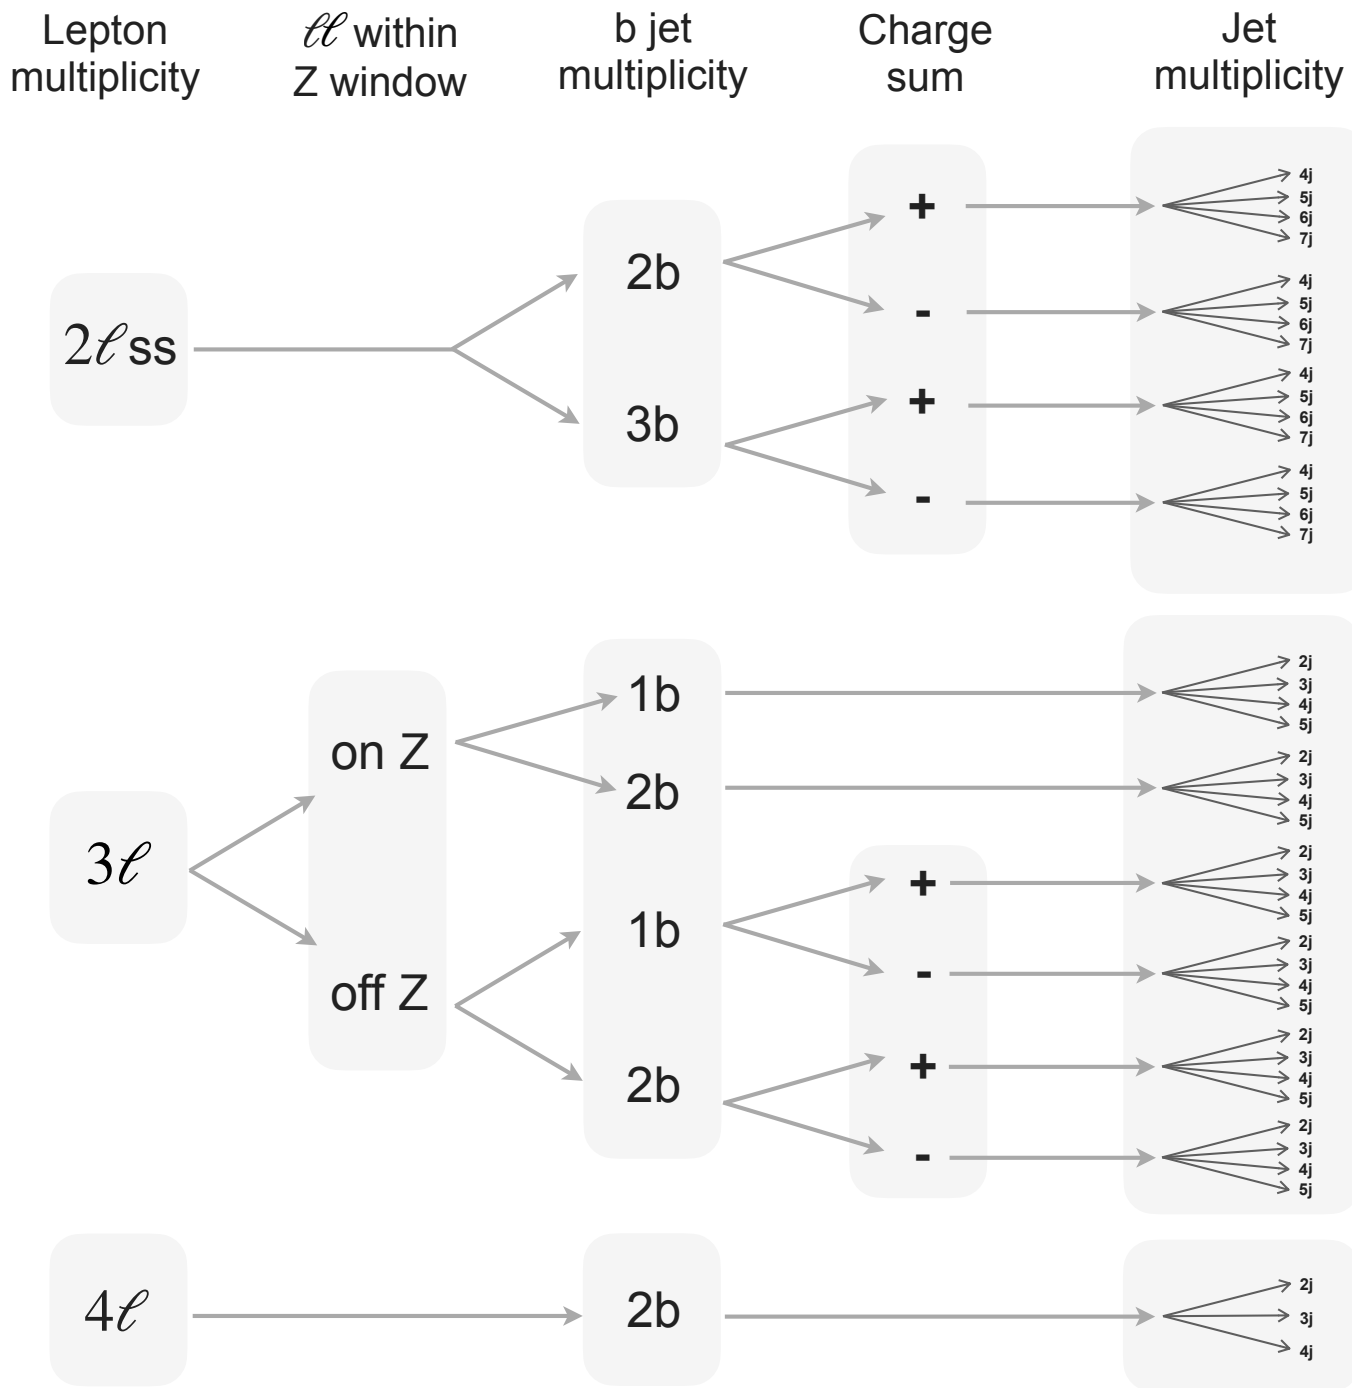 Lepton multiplicity
ℓℓ within Z window
b jet multiplicity
Charge sum
Jet multiplicity
2ℓ ss
2b
+
4j
5j
6j
7j
-
4j
5j
6j
7j
3b
+
4j
5j
6j
7j
-
4j
5j
6j
7j
3ℓ
on Z
1b
2j
3j
4j
5j
2b
2j
3j
4j
5j
off Z
1b
+
2j
3j
4j
5j
-
2j
3j
4j
5j
2b
+
2j
3j
4j
5j
-
2j
3j
4j
5j
4ℓ
2b
2j
3j
4j